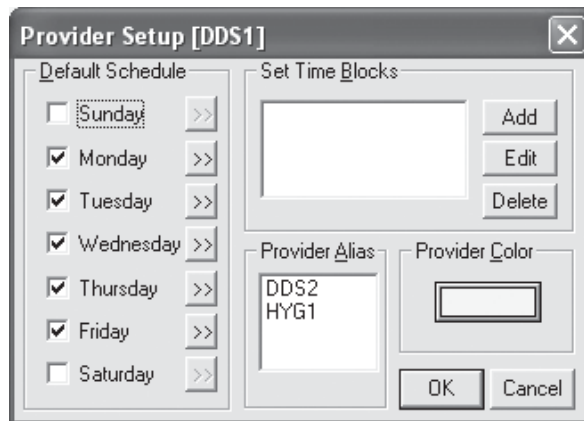 Provider Setup [DDS1]
Default Schedule
Sunday >>
Monday >>
Tuesday >>
Wednesday >>
Thursday >>
Friday >>
Saturday >>
Set Time Blocks
Add
Edit
Delete
Provider Alias
DDS2
HYG1
Provider Color
OK
Cancel